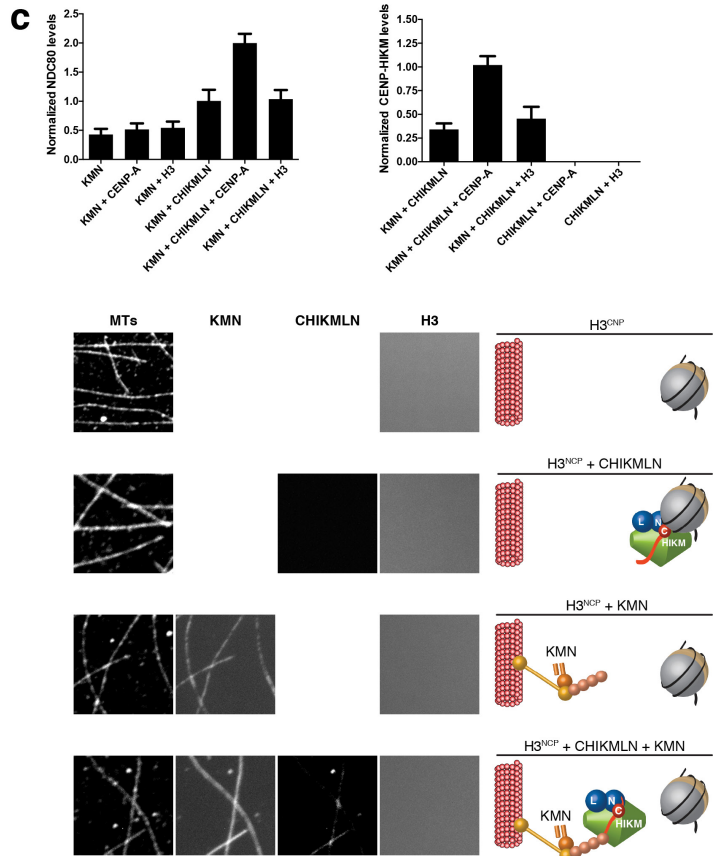 c
Normalized NDC80 levels
2.5
2.0
1.5
1.0
0.5
0.0
KMN
KMN + CENP-A
KMN + H3
KMN + CHIKMLN
KMN + CHIKMLN + CENP-A
KMN + CHIKMLN + H3
Normalized CENP-HIKM levels
1.50
1.25
1.00
0.75
0.50
0.25
0.00
KMN + CHIKMLN
KMN + CHIKMLN + CENP-A
KMN + CHIKMLN + H3
CHIKMLN + CENP-A
CHIKMLN + H3
MTs KMN CHIKMLN H3
H3CNP
H3NCP + CHIKMLN
L N C
HIKM
H3NCP + KMN
KMN
H3NCP + CHIKMLN + KMN
L N
KMN C
HIKM